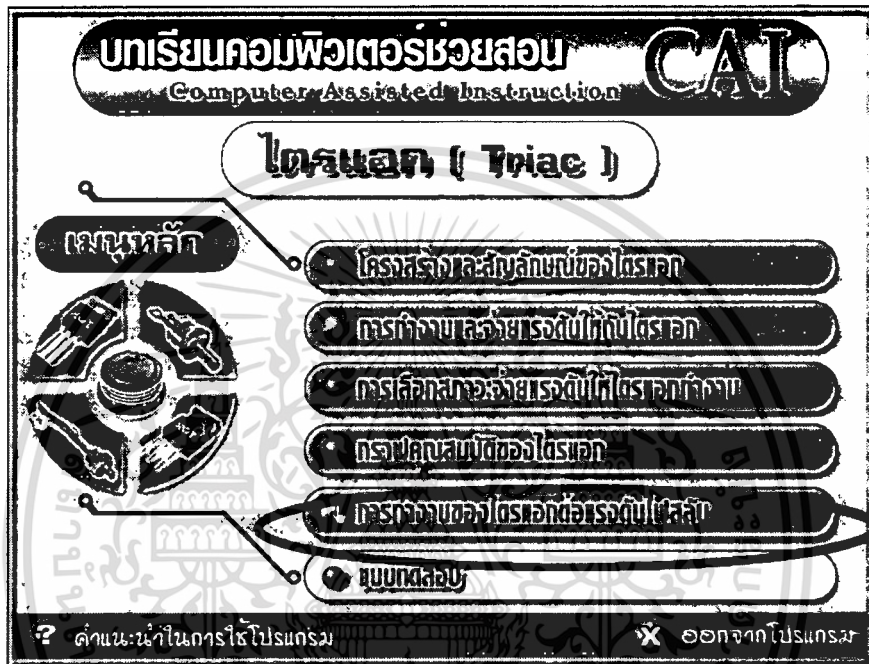 บทเรียนคอมพิวเตอร์ช่วยสอน CAI
Computer Assisted Instruction
ไตรแอค ( Triac )
เมนูหลัก
โครงสร้างและสัญลักษณ์ของไตรแอก
การทำงานและจ่ายแรงดันให้กับไตรแอก
การเลือกสภาวะจ่ายแรงดันให้ไตรแอกทำงาน
กราฟคุณสมบัติของไตรแอก
การทำงานของไตรแอกต่อแรงดันไฟสลับ
แบบทดสอบ
? คำแนะนำในการใช้โปรแกรม
X ออกจากโปรแกรม